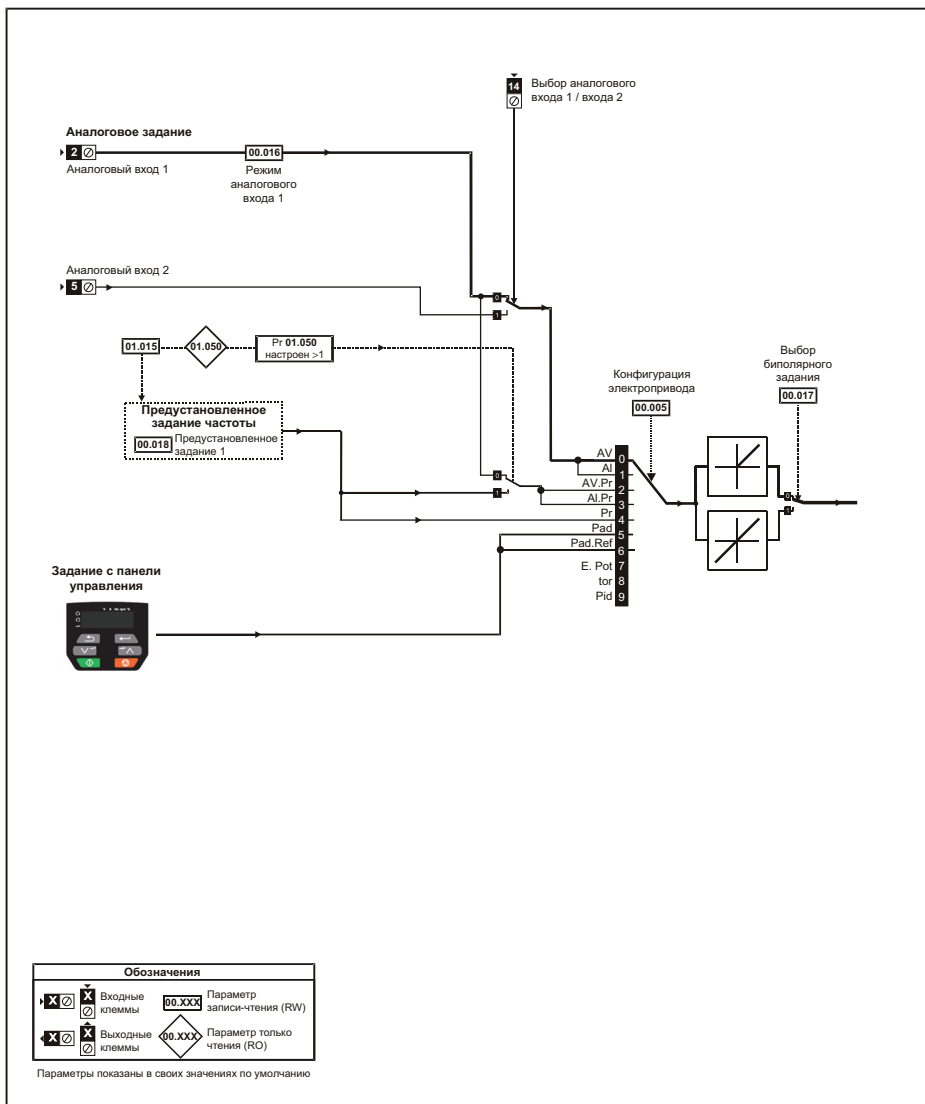 14
Выбор аналогового
входа 1 / входа 2
Аналоговое задание
2
00.016
Аналоговый вход 1
Режим
аналогового
входа 1
Аналоговый вход 2
5
0
1
01.015
01.050
Pr 01.050
настроен >1
Предустановленное
задание частоты
00.018
Предустановленное
задание 1
0
1
Конфигурация
электропривода
00.005
Выбор
биполярного
задания
00.017
AV 0
AI 1
AV.Pr 2
AI.Pr 3
Pr 4
Pad 5
Pad.Ref 6
E. Pot 7
tor 8
Pid 9
0
1
Задание с панели
управления
Обозначения
X
X
Входные
клеммы
00.XXX
Параметр
записи-чтения (RW)
X
X
Выходные
клеммы
00.XXX
Параметр только
чтения (RO)
Параметры показаны в своих значениях по умолчанию